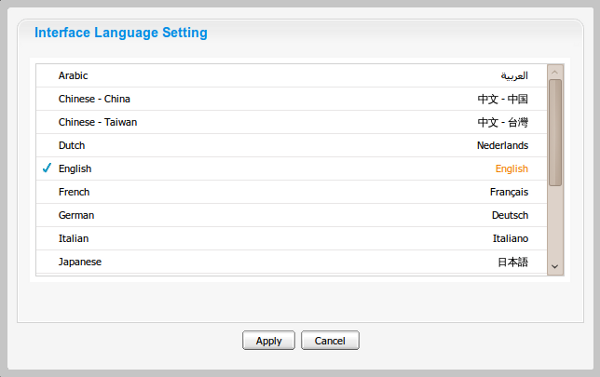 Interface Language Setting
Arabic العربية
Chinese - China 中文 - 中国
Chinese - Taiwan 中文 - 台灣
Dutch Nederlands
English English
French Français
German Deutsch
Italian Italiano
Japanese 日本語
Apply Cancel